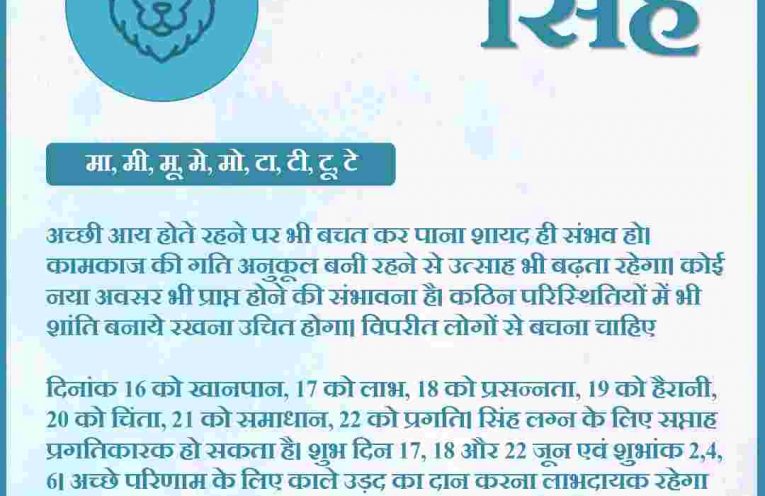 सिंह
मा, मी, मू, मे, मो, टा, टी, टू, टे
अच्छी आय होते रहने पर भी बचत कर पाना शायद ही संभव हो।
कामकाज की गति अनुकूल बनी रहने से उत्साह भी बढ़ता रहेगा। कोई
नया अवसर भी प्राप्त होने की संभावना है। कठिन परिस्थितियों में भी
शांति बनाये रखना उचित होगा। विपरीत लोगों से बचना चाहिए
दिनांक 16 को खानपान, 17 को लाभ, 18 को प्रसन्नता, 19 को हैरानी,
20 को चिंता, 21 को समाधान, 22 को प्रगति। सिंह लग्न के लिए सप्ताह
प्रगतिकारक हो सकता है। शुभ दिन 17, 18 और 22 जून एवं शुभांक 2,4,
6। अच्छे परिणाम के लिए काले उड़द का दान करना लाभदायक रहेगा